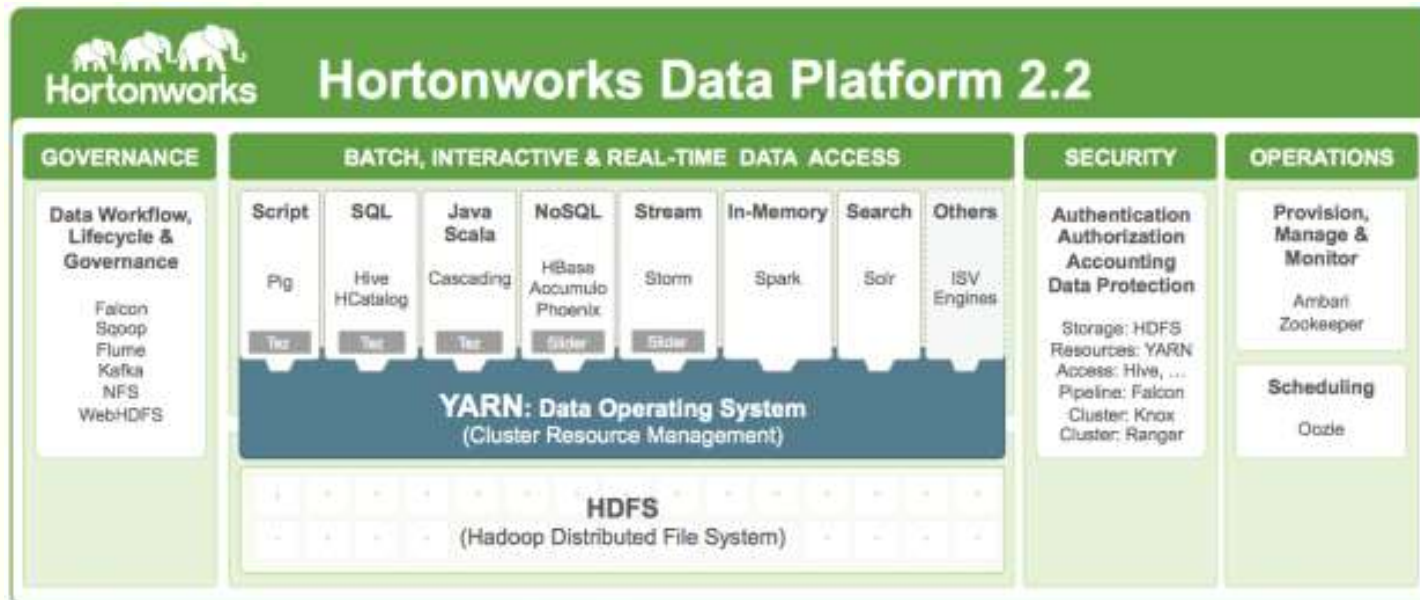 Hortonworks
Hortonworks Data Platform 2.2
GOVERNANCE
Data Workflow,
Lifecycle &
Governance
Falcon
Sqoop
Flume
Kafka
NFS
WebHDFS
BATCH, INTERACTIVE & REAL-TIME DATA ACCESS
Script
Pig
Tez
SQL
Hive
HCatalog
Tez
Java
Scala
Cascading
Tez
NoSQL
HBase
Accumulo
Phoenix
Slider
Stream
Storm
Slider
In-Memory
Spark
Search
Solr
Others
ISV
Engines
YARN: Data Operating System
(Cluster Resource Management)
HDFS
(Hadoop Distributed File System)
SECURITY
Authentication
Authorization
Accounting
Data Protection
Storage: HDFS
Resources: YARN
Access: Hive, ...
Pipeline: Falcon
Cluster: Knox
Cluster: Ranger
OPERATIONS
Provision,
Manage &
Monitor
Ambari
Zookeeper
Scheduling
Oozie